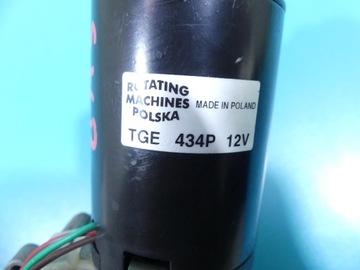 ROTATING
MACHINES MADE IN POLAND
POLSKA
TGE 434P 12V